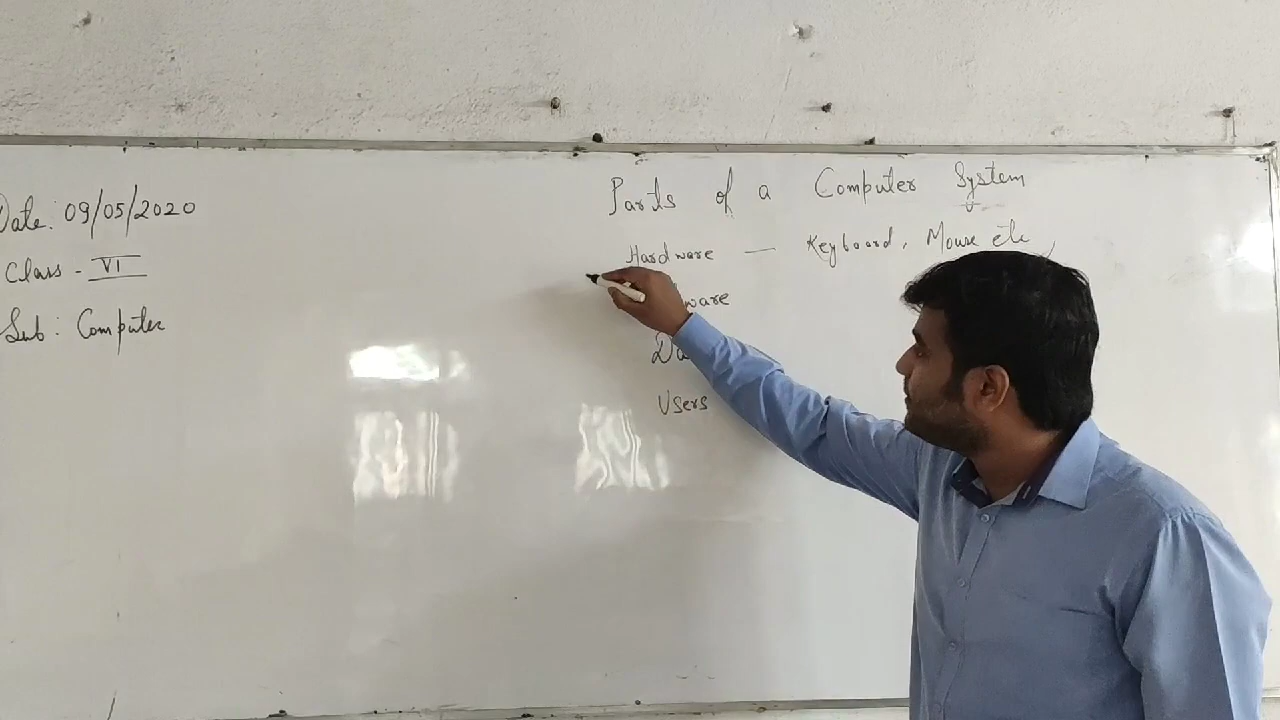 Date: 09/05/2020
Class - VI
Sub: Computer
Parts of a Computer System
Hardware — Keyboard, Mouse etc
Users